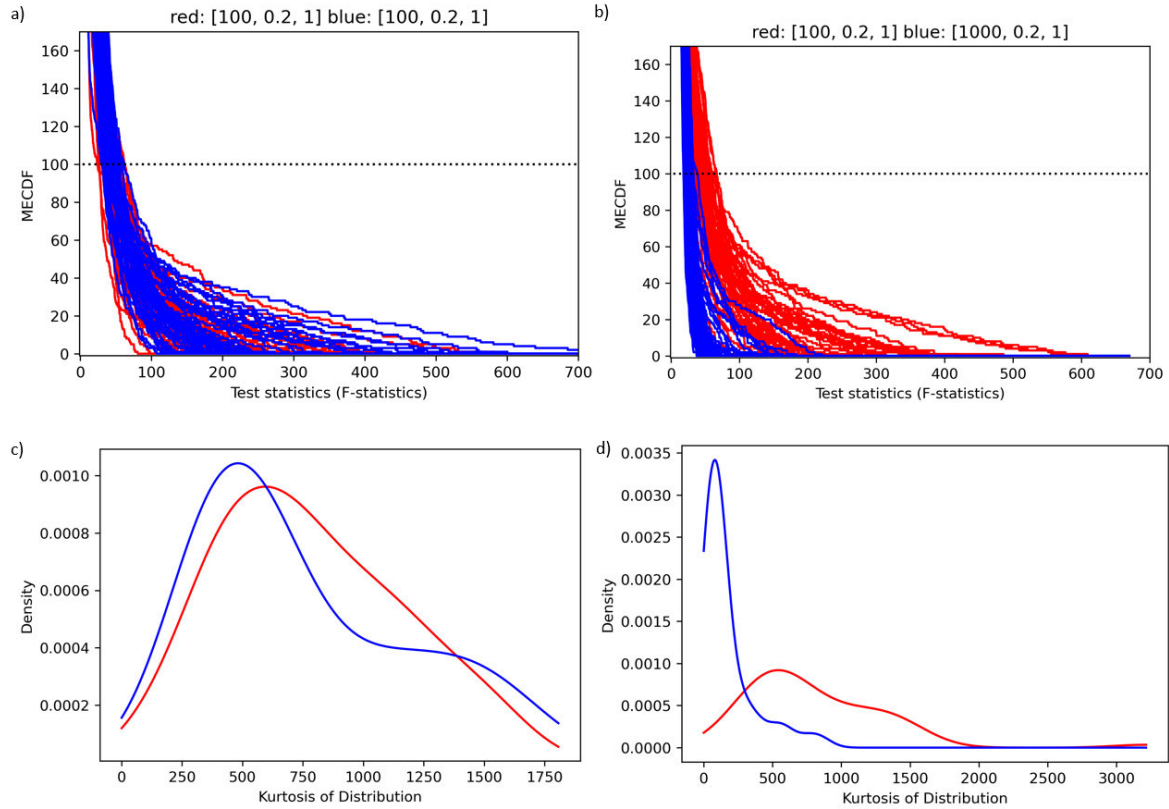 a)
red: [100, 0.2, 1] blue: [100, 0.2, 1]
160
140
120
100
80
60
40
20
0
MECDF
0 100 200 300 400 500 600 700
Test statistics (F-statistics)
b)
red: [100, 0.2, 1] blue: [1000, 0.2, 1]
160
140
120
100
80
60
40
20
0
MECDF
0 100 200 300 400 500 600 700
Test statistics (F-statistics)
c)
0.0010
0.0008
0.0006
0.0004
0.0002
Density
0 250 500 750 1000 1250 1500 1750
Kurtosis of Distribution
d)
0.0035
0.0030
0.0025
0.0020
0.0015
0.0010
0.0005
0.0000
Density
0 500 1000 1500 2000 2500 3000
Kurtosis of Distribution